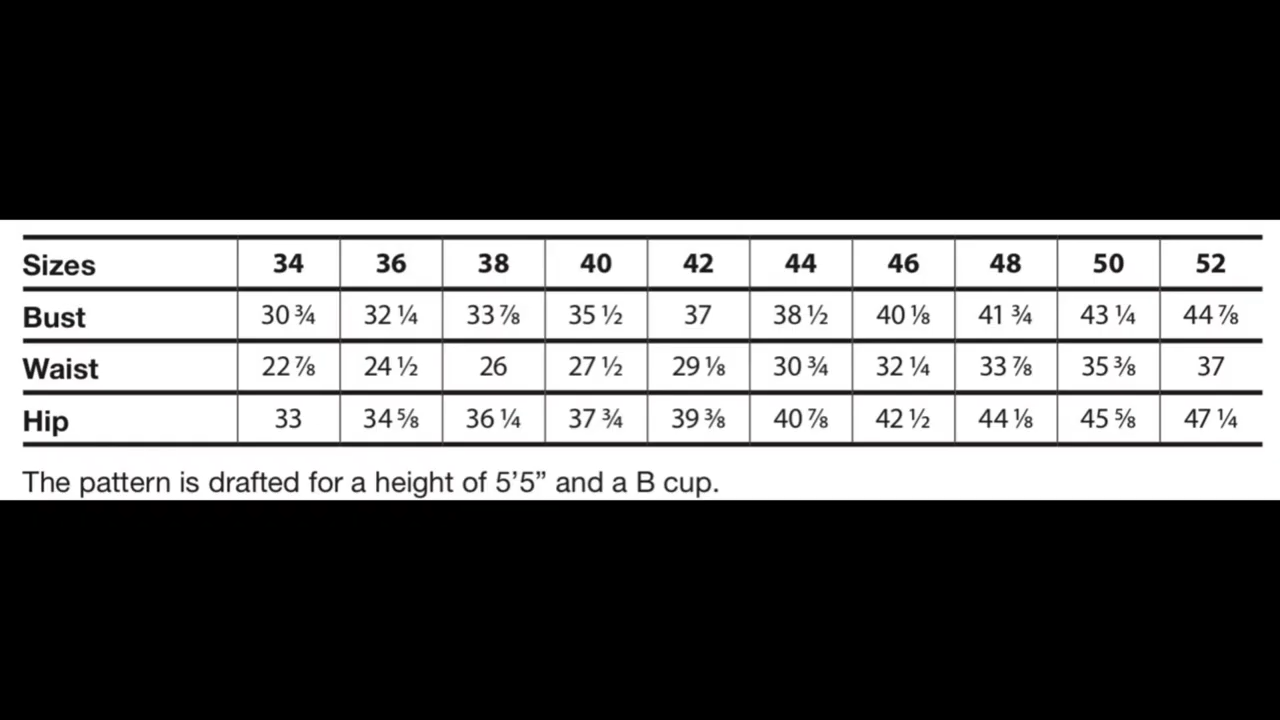 Sizes 34 36 38 40 42 44 46 48 50 52
Bust 30 ¾ 32 ¼ 33 ⅞ 35 ½ 37 38 ½ 40 ⅛ 41 ¾ 43 ¼ 44 ⅞
Waist 22 ⅞ 24 ½ 26 27 ½ 29 ⅛ 30 ¾ 32 ¼ 33 ⅞ 35 ⅜ 37
Hip 33 34 ⅝ 36 ¼ 37 ¾ 39 ⅜ 40 ⅞ 42 ½ 44 ⅛ 45 ⅝ 47 ¼
The pattern is drafted for a height of 5’5” and a B cup.